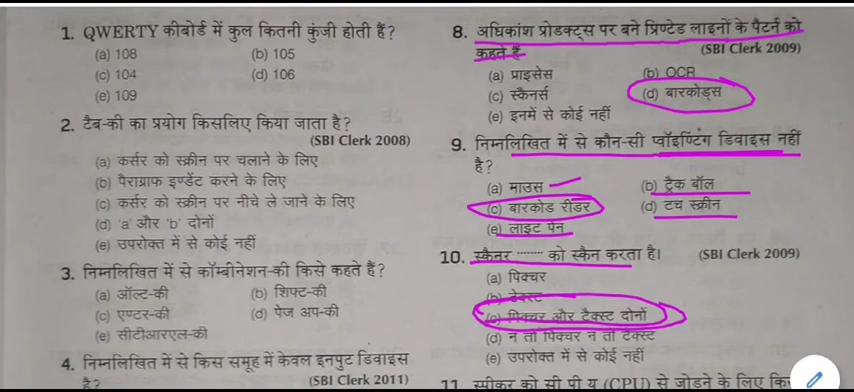 1. QWERTY कीबोर्ड में कुल कितनी कुंजी होती हैं?
(a) 108 (b) 105
(c) 104 (d) 106
(e) 109
2. टैब-की का प्रयोग किसलिए किया जाता है?
(SBI Clerk 2008)
(a) कर्सर को स्क्रीन पर चलाने के लिए
(b) पैराग्राफ इण्डेंट करने के लिए
(c) कर्सर को स्क्रीन पर नीचे ले जाने के लिए
(d) 'a' और 'b' दोनों
(e) उपरोक्त में से कोई नहीं
3. निम्नलिखित में से कॉम्बीनेशन-की किसे कहते हैं?
(a) ऑल्ट-की (b) शिफ्ट-की
(c) एण्टर-की (d) पेज अप-की
(e) सीटीआरएल-की
4. निम्नलिखित में से किस समूह में केवल इनपुट डिवाइस
है? (SBI Clerk 2011)
8. अधिकांश प्रोडक्ट्स पर बने प्रिण्टेड लाइनों के पैटर्न को
कहते हैं (SBI Clerk 2009)
(a) प्राइसेस (b) OCR
(c) स्कैनर्स (d) बारकोड्स
(e) इनमें से कोई नहीं
9. निम्नलिखित में से कौन-सी प्वॉइण्टिंग डिवाइस नहीं
है?
(a) माउस (b) ट्रैक बॉल
(c) बारकोड रीडर (d) टच स्क्रीन
(e) लाइट पेन
10. स्कैनर ........ को स्कैन करता है। (SBI Clerk 2009)
(a) पिक्चर
(b) टेक्स्ट
(c) पिक्चर और टैक्स्ट दोनों
(d) न तो पिक्चर न तो टैक्स्ट
(e) उपरोक्त में से कोई नहीं
11. स्पीकर को सी पी यू (CPU) से जोड़ने के लिए